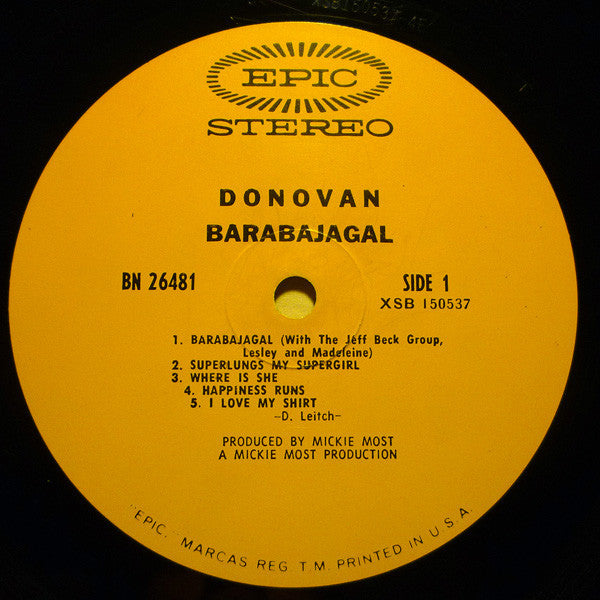 EPIC
STEREO
DONOVAN
BARABAJAGAL
BN 26481
SIDE 1
XSB 150537
1. BARABAJAGAL (With The Jeff Beck Group,
Lesley and Madeleine)
2. SUPERLUNGS MY SUPERGIRL
3. WHERE IS SHE
4. HAPPINESS RUNS
5. I LOVE MY SHIRT
-D. Leitch-
PRODUCED BY MICKIE MOST
A MICKIE MOST PRODUCTION
"EPIC," MARCAS REG. T.M. PRINTED IN U.S.A.